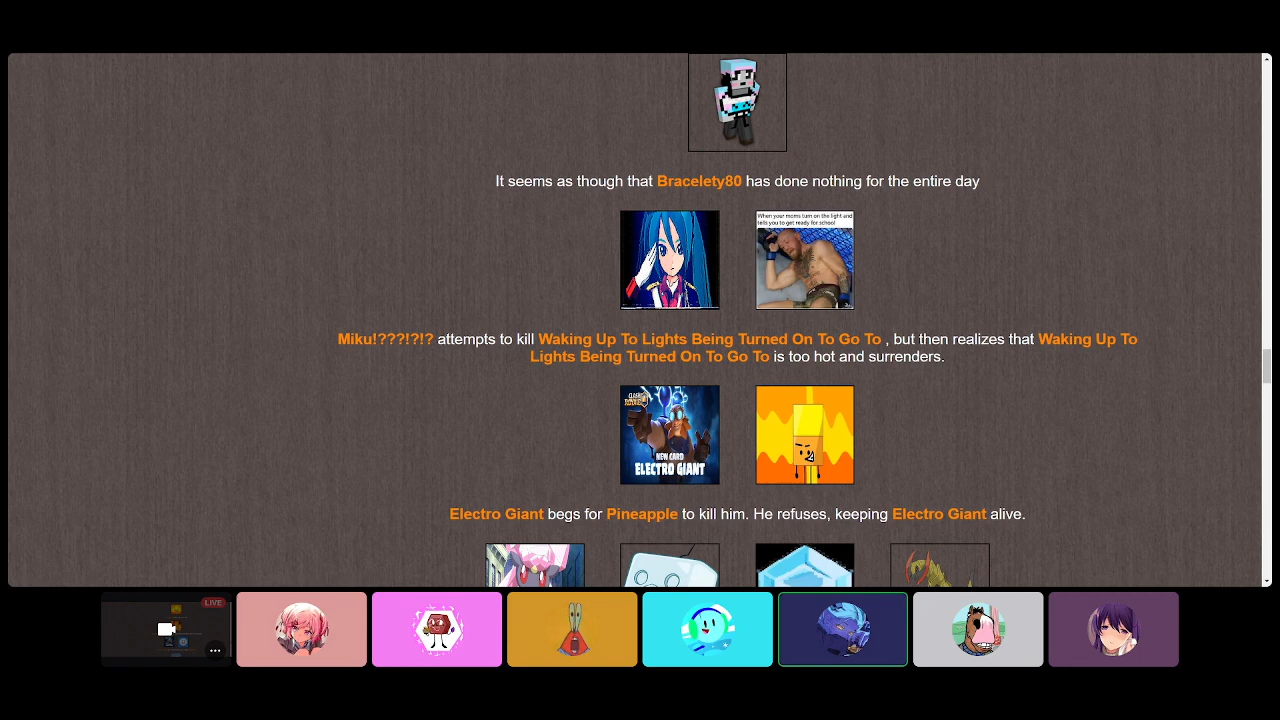 It seems as though that Bracelety80 has done nothing for the entire day
When your moms turn on the light and
tells you to get ready for school
Miku!???!?!? attempts to kill Waking Up To Lights Being Turned On To Go To , but then realizes that Waking Up To
Lights Being Turned On To Go To is too hot and surrenders.
CLASH
ROYALE
NEW CARD
ELECTRO GIANT
Electro Giant begs for Pineapple to kill him. He refuses, keeping Electro Giant alive.
LIVE